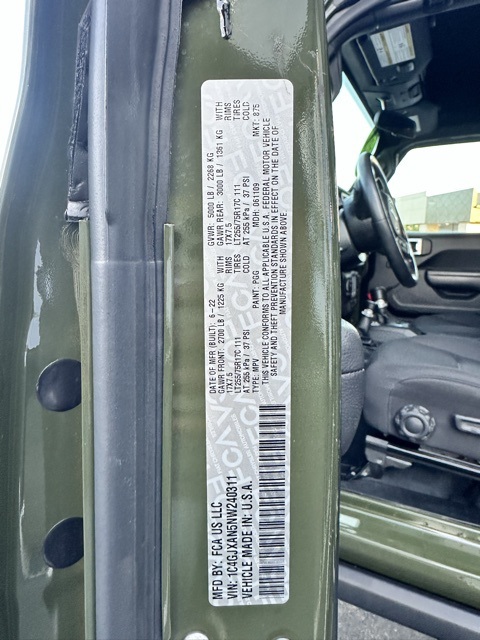 MFD. BY: FCA US LLC
VIN: 1C4GJXAN5NW240311
VEHICLE MADE IN: U.S.A.
DATE OF MFR (BUILT): 6-22 GVWR: 5000 LB / 2268 KG
GAWR FRONT: 2700 LB / 1225 KG WITH GAWR REAR: 3000 LB / 1361 KG WITH
17X7.5 RIMS 17X7.5 RIMS
LT255/75R17C 111 TIRES LT255/75R17C 111 TIRES
AT 255 kPa / 37 PSI COLD AT 255 kPa / 37 PSI COLD
TYPE: MPV PAINT: PGG MDH: 061109 MKT: 875
THIS VEHICLE CONFORMS TO ALL APPLICABLE U.S.A. FEDERAL MOTOR VEHICLE
SAFETY AND THEFT PREVENTION STANDARDS IN EFFECT ON THE DATE OF
MANUFACTURE SHOWN ABOVE